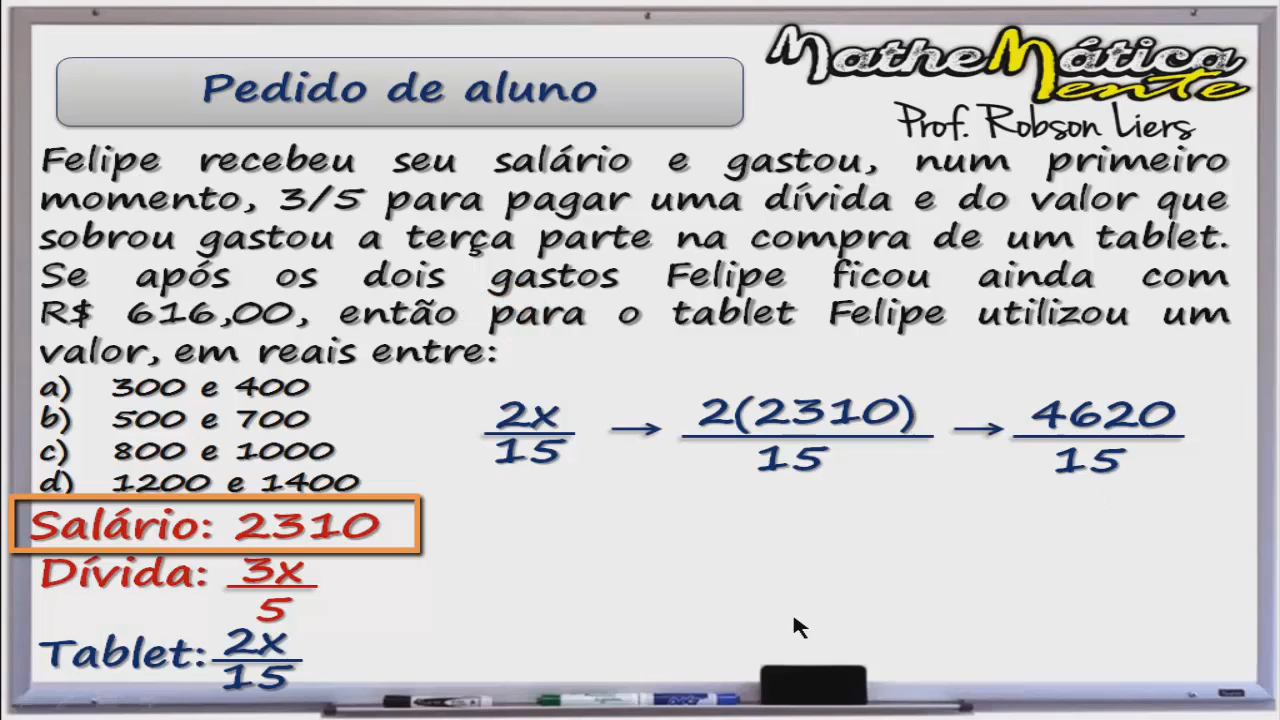 Pedido de aluno
MatheMática
Mente
Prof. Robson Liers
Felipe recebeu seu salário e gastou, num primeiro
momento, 3/5 para pagar uma dívida e do valor que
sobrou gastou a terça parte na compra de um tablet.
Se após os dois gastos Felipe ficou ainda com
R$ 616,00, então para o tablet Felipe utilizou um
valor, em reais entre:
a) 300 e 400
b) 500 e 700
c) 800 e 1000
d) 1200 e 1400
2x/15 → 2(2310)/15 → 4620/15
Salário: 2310
Dívida: 3x/5
Tablet: 2x/15